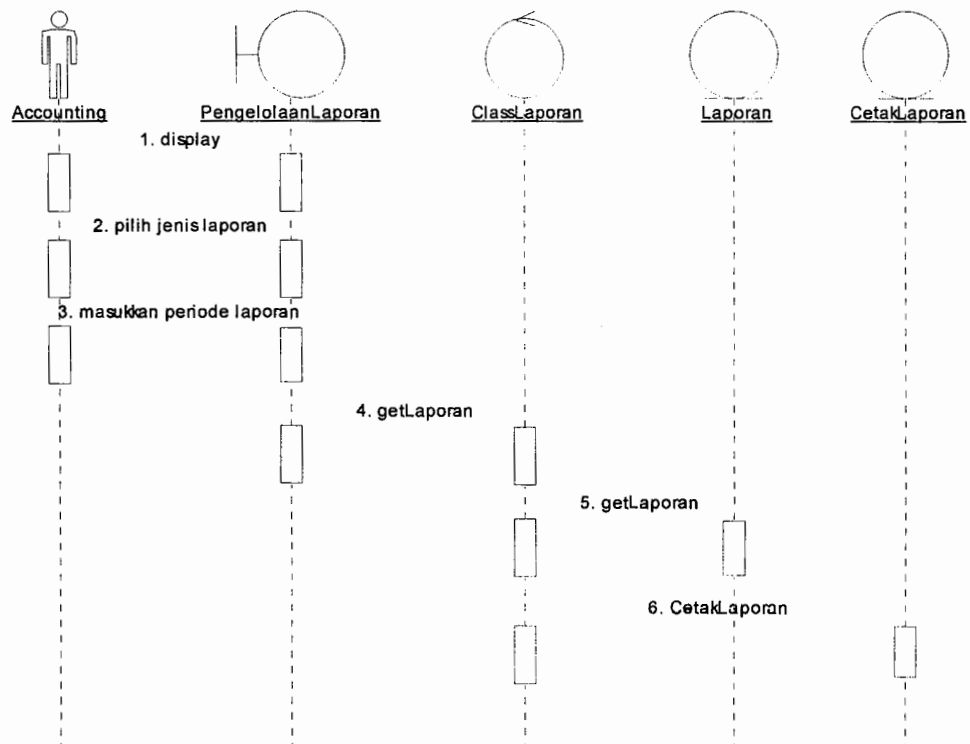 Accounting PengelolaanLaporan ClassLaporan Laporan CetakLaporan
1. display
2. pilih jenis laporan
3. masukkan periode laporan
4. getLaporan
5. getLaporan
6. CetakLaporan